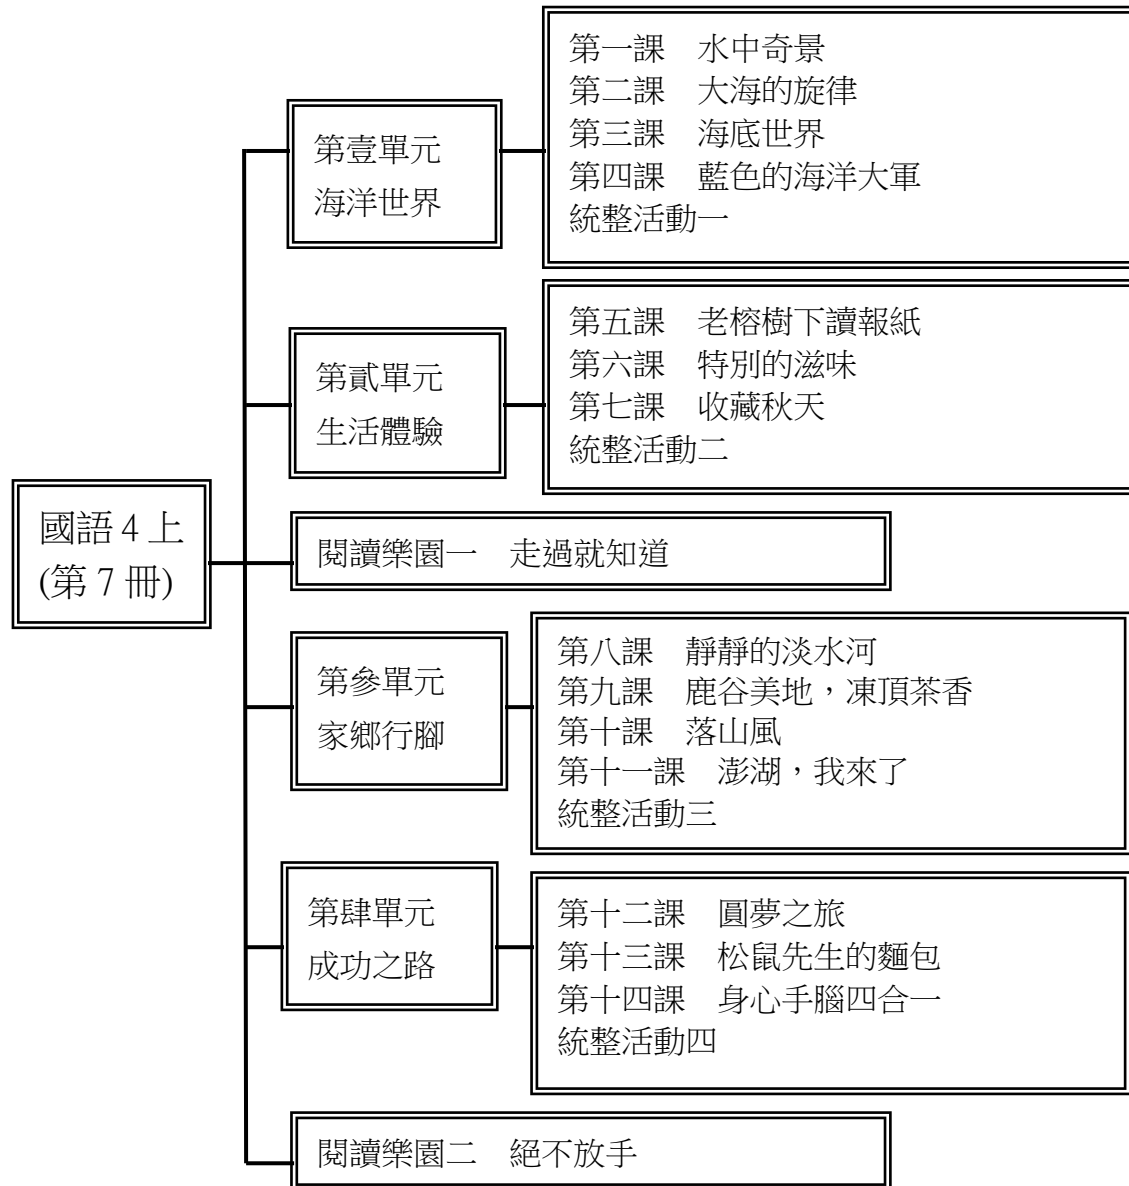 國語4上
(第7冊)
第壹單元
海洋世界
第一課　水中奇景
第二課　大海的旋律
第三課　海底世界
第四課　藍色的海洋大軍
統整活動一
第貳單元
生活體驗
第五課　老榕樹下讀報紙
第六課　特別的滋味
第七課　收藏秋天
統整活動二
閱讀樂園一　走過就知道
第參單元
家鄉行腳
第八課　靜靜的淡水河
第九課　鹿谷美地，凍頂茶香
第十課　落山風
第十一課　澎湖，我來了
統整活動三
第肆單元
成功之路
第十二課　圓夢之旅
第十三課　松鼠先生的麵包
第十四課　身心手腦四合一
統整活動四
閱讀樂園二　絕不放手